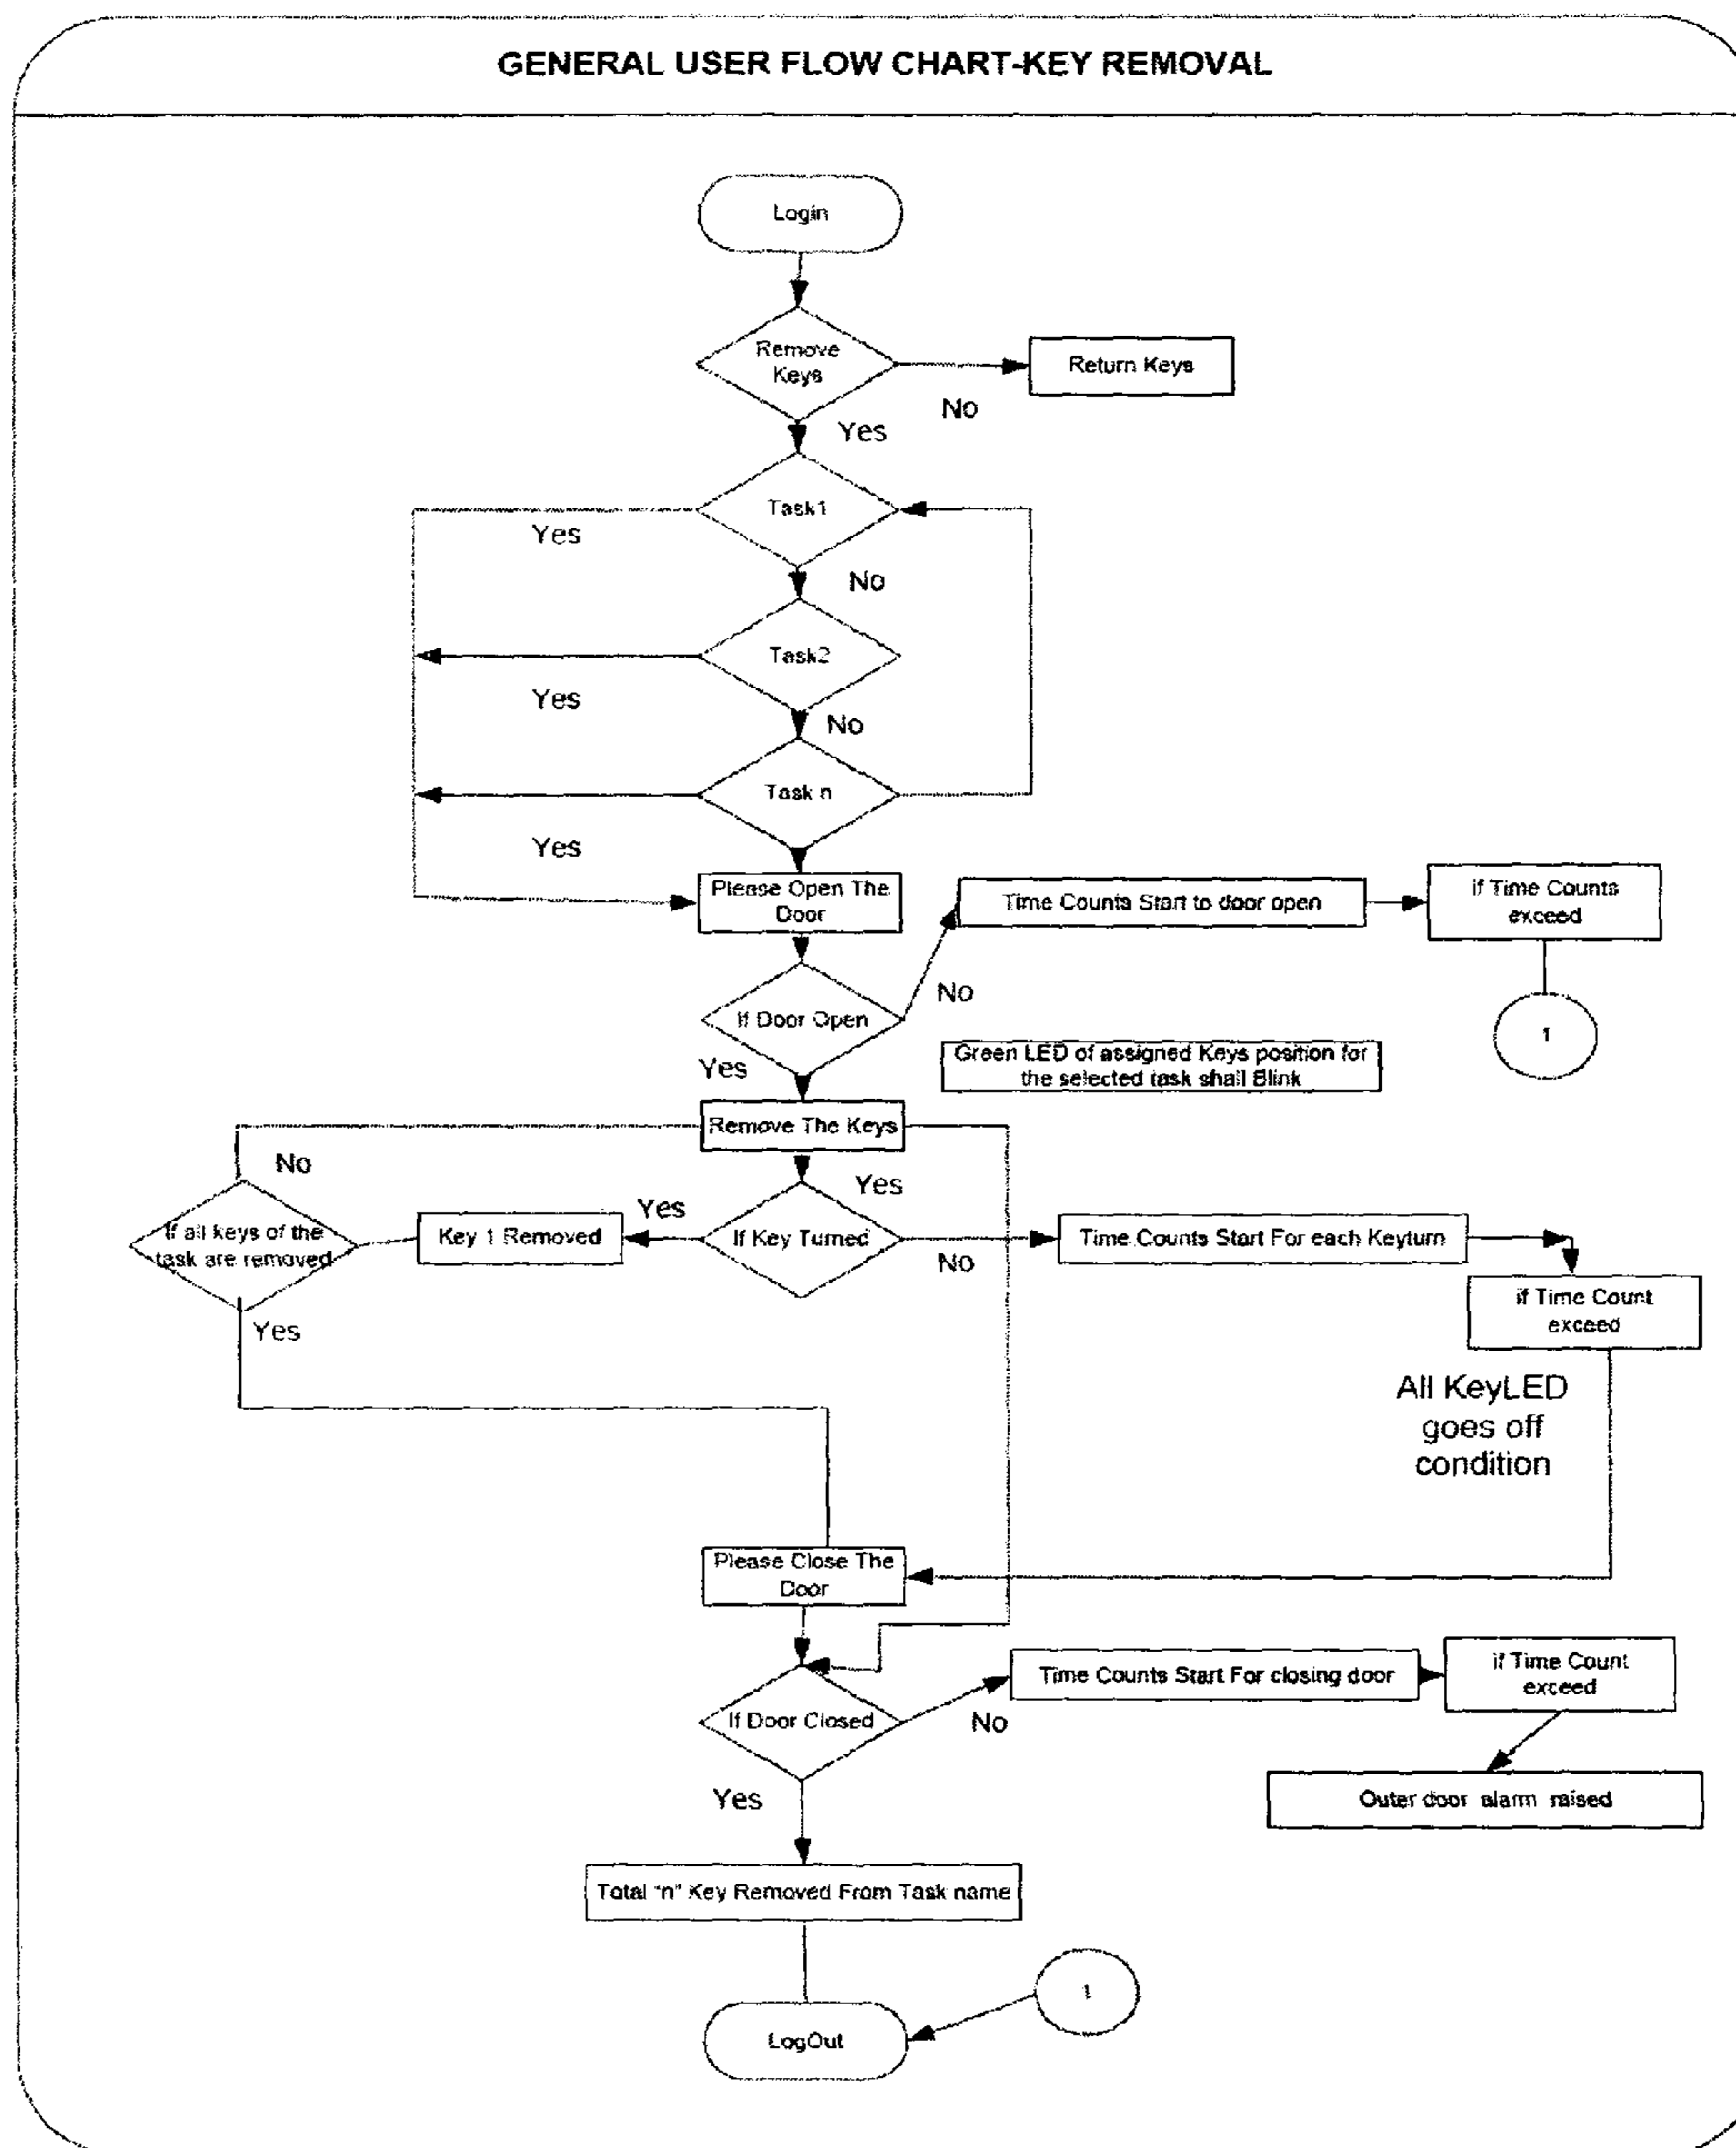 GENERAL USER FLOW CHART-KEY REMOVAL
Login
Remove
Keys
Return Keys
No
Yes
Task1
Yes
No
Task2
Yes
No
Task n
Yes
Please Open The
Door
Time Counts Start to door open
if Time Counts
exceed
No
If Door Open
1
Green LED of assigned Keys position for
the selected task shall Blink
Yes
Remove The Keys
No
Yes
Yes
If all keys of the
task are removed
Key 1 Removed
If Key Turned
No
Time Counts Start For each Keyturn
if Time Count
exceed
Yes
All KeyLED
goes off
condition
Please Close The
Door
Time Counts Start For closing door
if Time Count
exceed
If Door Closed
No
Yes
Outer door alarm raised
Total "n" Key Removed From Task name
1
LogOut